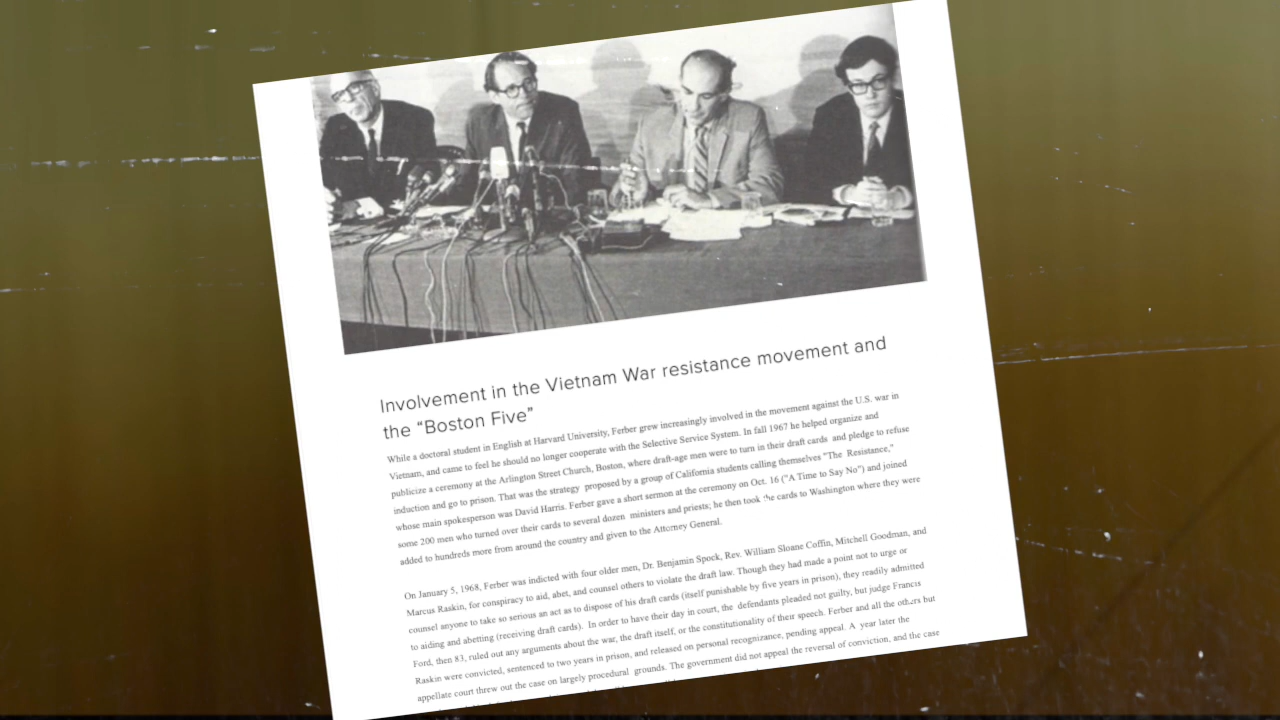 Involvement in the Vietnam War resistance movement and
the “Boston Five”
While a doctoral student in English at Harvard University, Ferber grew increasingly involved in the movement against the U.S. war in
Vietnam, and came to feel he should no longer cooperate with the Selective Service System. In fall 1967 he helped organize and
publicize a ceremony at the Arlington Street Church, Boston, where draft-age men were to turn in their draft cards and pledge to refuse
induction and go to prison. That was the strategy proposed by a group of California students calling themselves "The Resistance,"
whose main spokesperson was David Harris. Ferber gave a short sermon at the ceremony on Oct. 16 ("A Time to Say No") and joined
some 200 men who turned over their cards to several dozen ministers and priests; he then took the cards to Washington where they were
added to hundreds more from around the country and given to the Attorney General.
On January 5, 1968, Ferber was indicted with four older men, Dr. Benjamin Spock, Rev. William Sloane Coffin, Mitchell Goodman, and
Marcus Raskin, for conspiracy to aid, abet, and counsel others to violate the draft law. Though they had made a point not to urge or
counsel anyone to take so serious an act as to dispose of his draft cards (itself punishable by five years in prison), they readily admitted
to aiding and abetting (receiving draft cards). In order to have their day in court, the defendants pleaded not guilty, but judge Francis
Ford, then 83, ruled out any arguments about the war, the draft itself, or the constitutionality of their speech. Ferber and all the others but
Raskin were convicted, sentenced to two years in prison, and released on personal recognizance, pending appeal. A year later the
appellate court threw out the case on largely procedural grounds. The government did not appeal the reversal of conviction, and the case